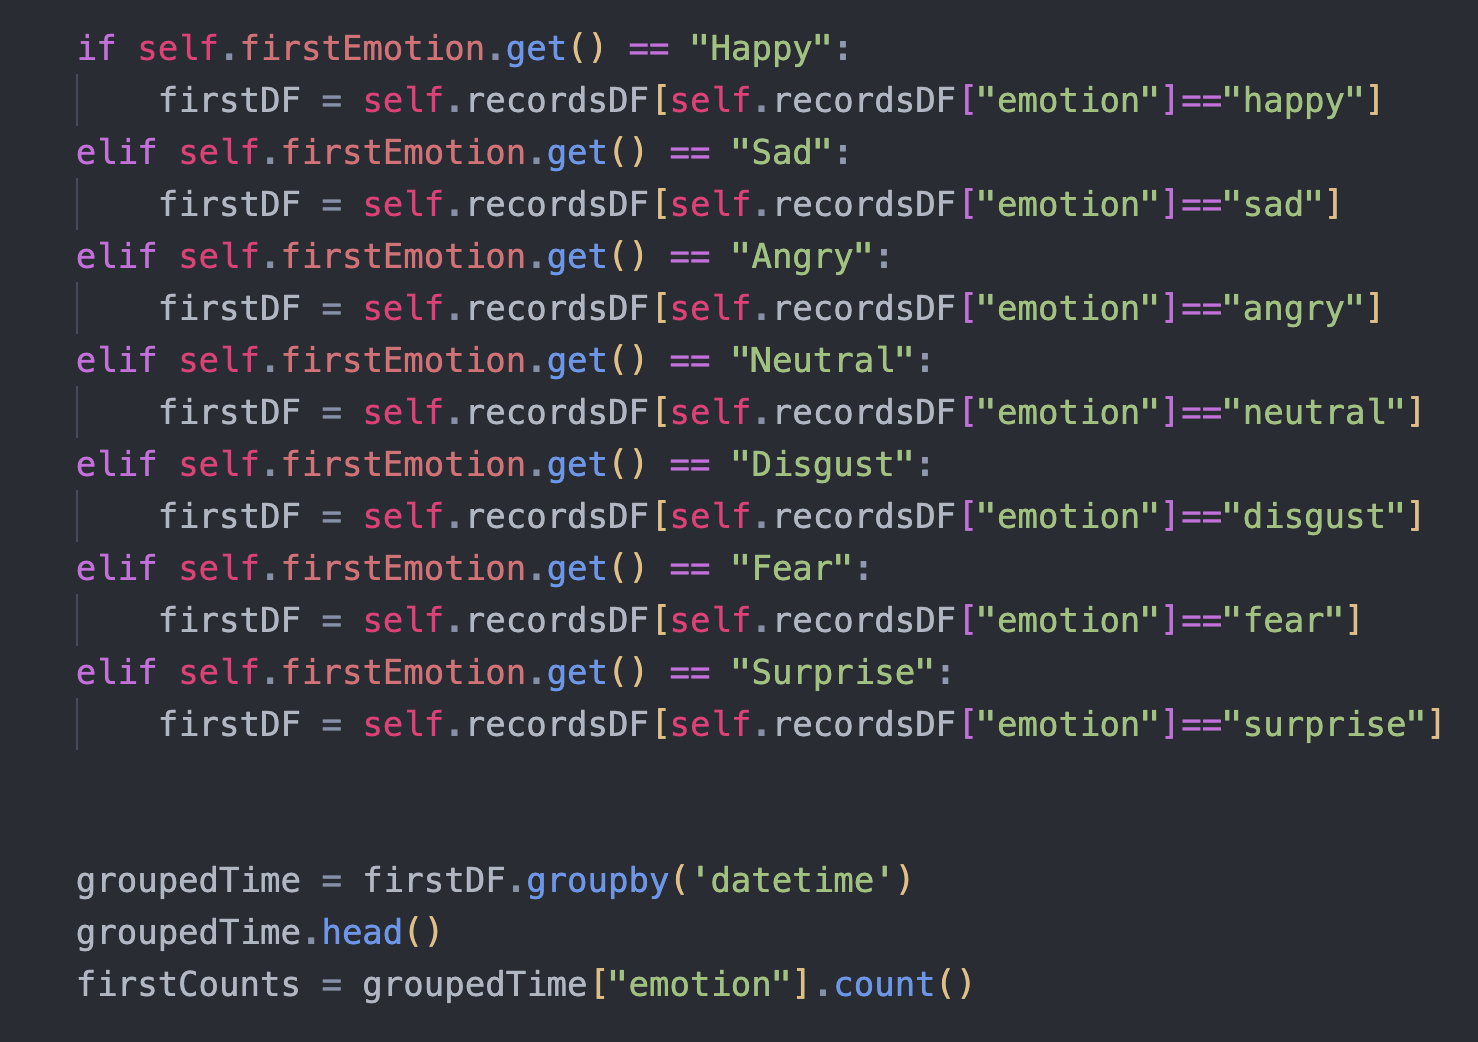 if self.firstEmotion.get() == "Happy":
    firstDF = self.recordsDF[self.recordsDF["emotion"]=="happy"]
elif self.firstEmotion.get() == "Sad":
    firstDF = self.recordsDF[self.recordsDF["emotion"]=="sad"]
elif self.firstEmotion.get() == "Angry":
    firstDF = self.recordsDF[self.recordsDF["emotion"]=="angry"]
elif self.firstEmotion.get() == "Neutral":
    firstDF = self.recordsDF[self.recordsDF["emotion"]=="neutral"]
elif self.firstEmotion.get() == "Disgust":
    firstDF = self.recordsDF[self.recordsDF["emotion"]=="disgust"]
elif self.firstEmotion.get() == "Fear":
    firstDF = self.recordsDF[self.recordsDF["emotion"]=="fear"]
elif self.firstEmotion.get() == "Surprise":
    firstDF = self.recordsDF[self.recordsDF["emotion"]=="surprise"]
groupedTime = firstDF.groupby('datetime')
groupedTime.head()
firstCounts = groupedTime["emotion"].count()